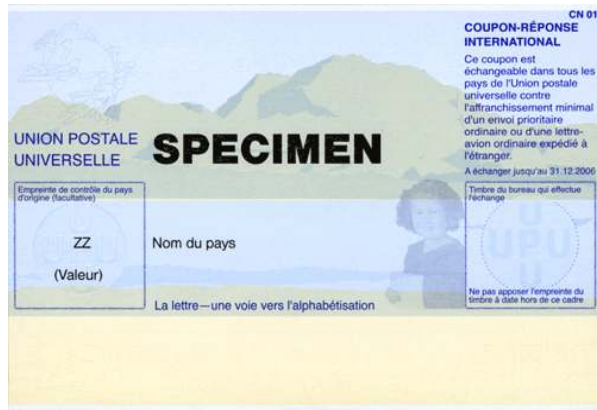 CN 01
COUPON-RÉPONSE
INTERNATIONAL
Ce coupon est
échangeable dans tous les
pays de l'Union postale
universelle contre
l'affranchissement minimal
d'un envoi prioritaire
ordinaire ou d'une lettre-
avion ordinaire expédié à
l'étranger.
A échanger jusqu'au 31.12.2006
UNION POSTALE
UNIVERSELLE
SPECIMEN
Empreinte de contrôle du pays
d'origine (facultative)
ZZ
(Valeur)
Nom du pays
La lettre—une voie vers l'alphabétisation
Timbre du bureau qui effectue
l'échange
U
UPU
U
Ne pas apposer l'empreinte du
timbre à date hors de ce cadre